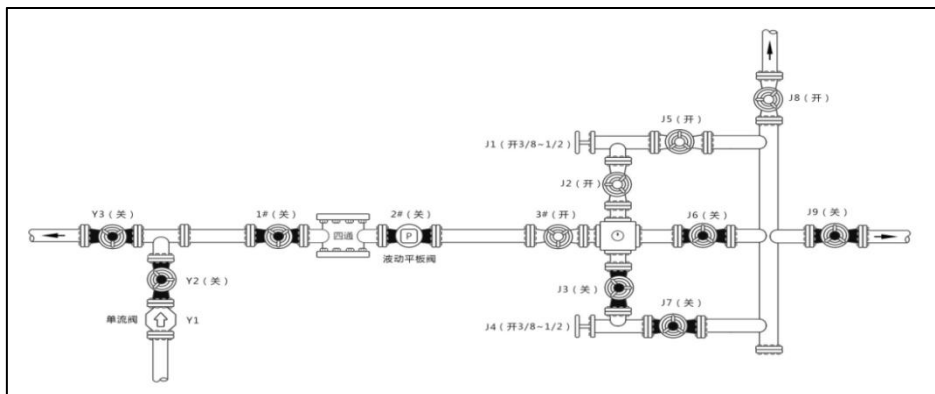 J8（开）
J5（开）
J1（开3/8~1/2）
J2（开）
Y3（关）
1#（关）
四通
2#（关）
P
液动平板阀
3#（开）
J6（关）
J9（关）
Y2（关）
J3（关）
J7（关）
单流阀 Y1
J4（开3/8~1/2）